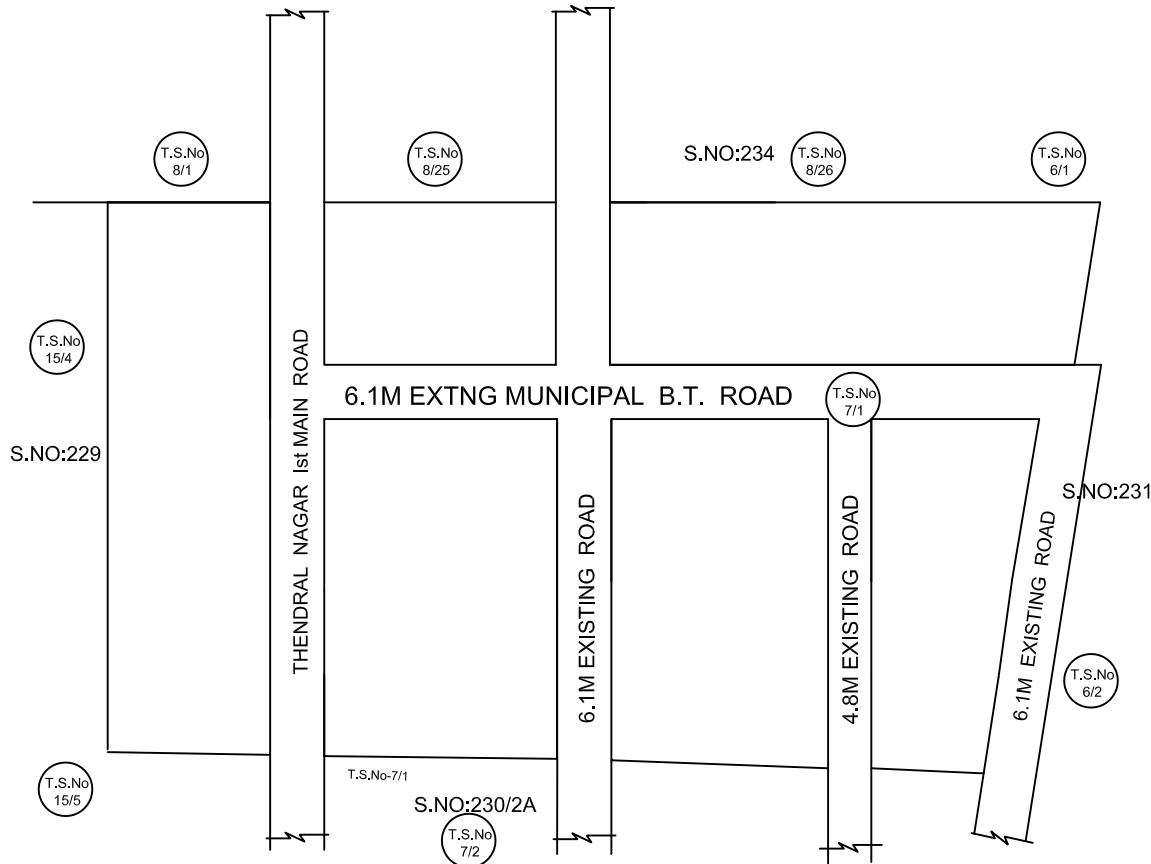 T.S.No
8/1
T.S.No
8/25
S.NO:234
T.S.No
8/26
T.S.No
6/1
T.S.No
15/4
THENDRAL NAGAR Ist MAIN ROAD
6.1M EXTNG MUNICIPAL B.T. ROAD
T.S.No
7/1
S.NO:229
S.NO:231
6.1M EXISTING ROAD
4.8M EXISTING ROAD
6.1M EXISTING ROAD
T.S.No
6/2
T.S.No
15/5
T.S.No-7/1
S.NO:230/2A
T.S.No
7/2